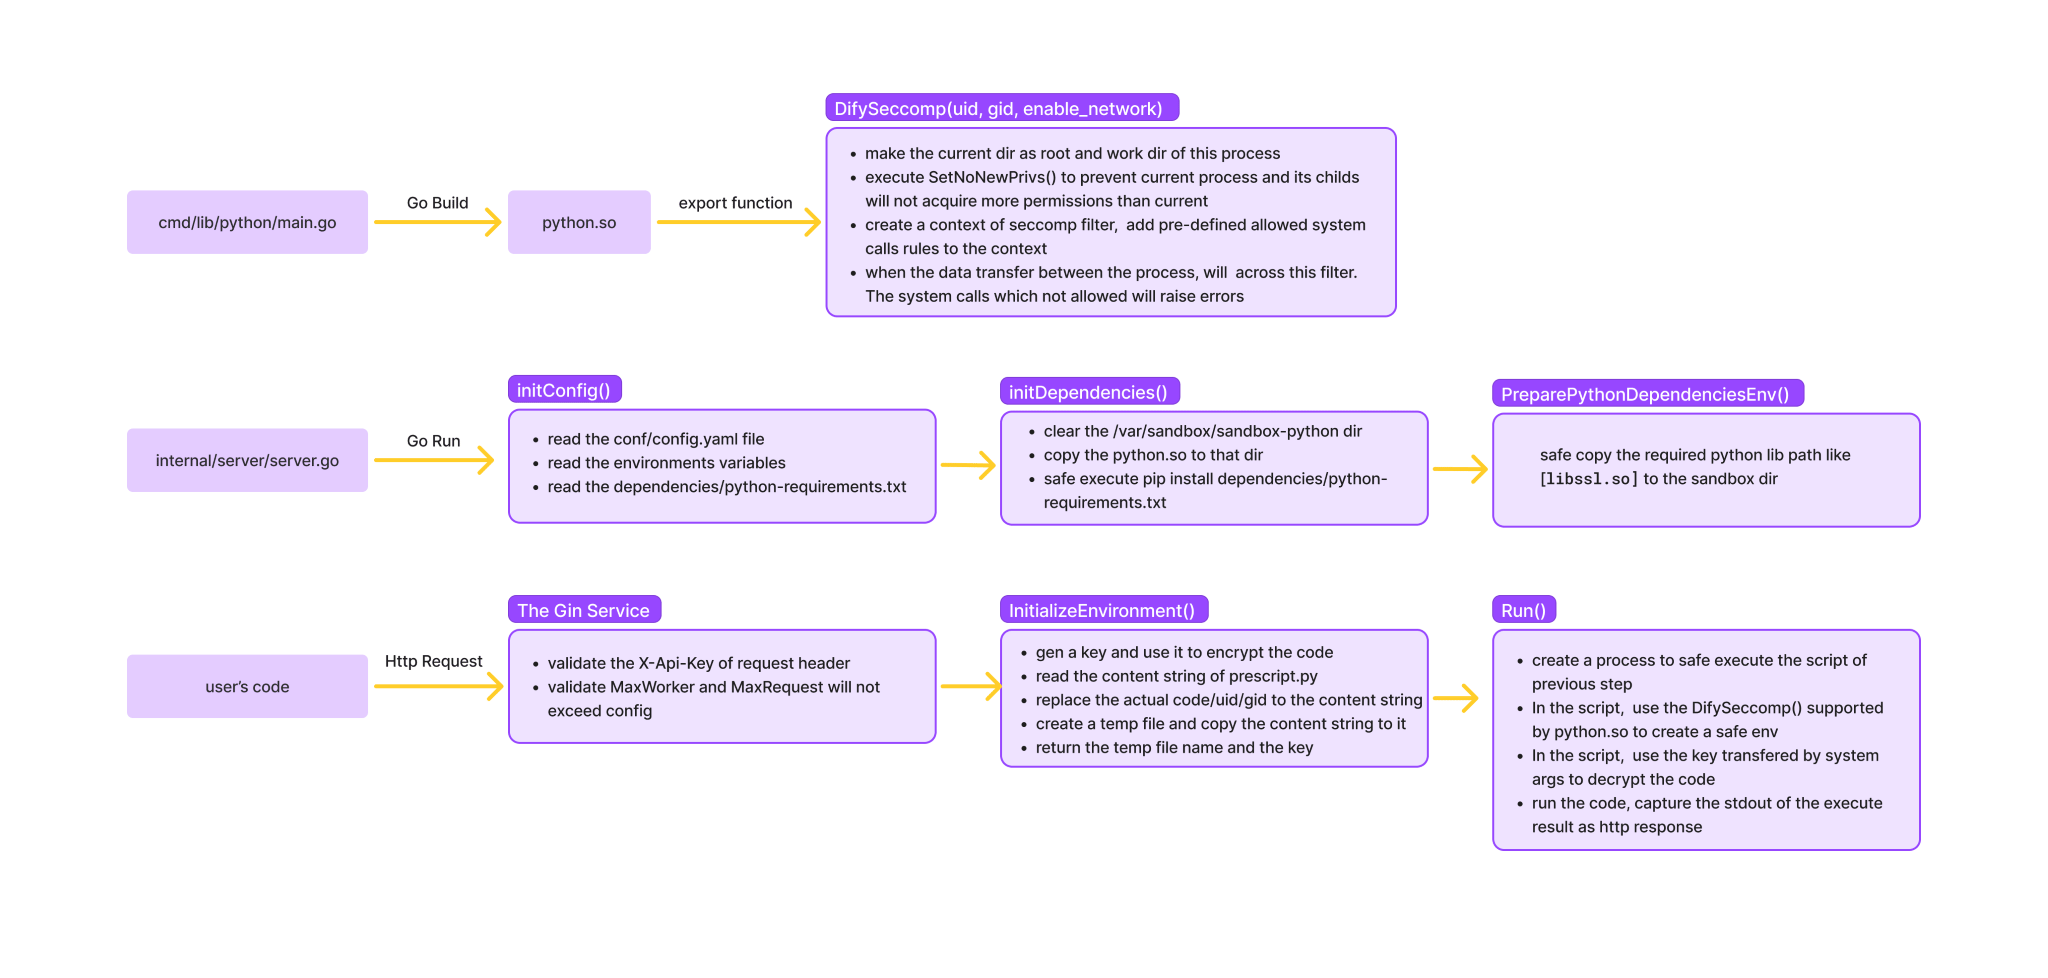 DifySeccomp(uid, gid, enable_network)
• make the current dir as root and work dir of this process
• execute SetNoNewPrivs() to prevent current process and its childs
will not acquire more permissions than current
• create a context of seccomp filter, add pre-defined allowed system
calls rules to the context
• when the data transfer between the process, will across this filter.
The system calls which not allowed will raise errors
cmd/lib/python/main.go
Go Build
python.so
export function
initConfig()
• read the conf/config.yaml file
• read the environments variables
• read the dependencies/python-requirements.txt
initDependencies()
• clear the /var/sandbox/sandbox-python dir
• copy the python.so to that dir
• safe execute pip install dependencies/python-
requirements.txt
PreparePythonDependenciesEnv()
safe copy the required python lib path like
[libssl.so] to the sandbox dir
internal/server/server.go
Go Run
The Gin Service
• validate the X-Api-Key of request header
• validate MaxWorker and MaxRequest will not
exceed config
InitializeEnvironment()
• gen a key and use it to encrypt the code
• read the content string of prescript.py
• replace the actual code/uid/gid to the content string
• create a temp file and copy the content string to it
• return the temp file name and the key
Run()
• create a process to safe execute the script of
previous step
• In the script, use the DifySeccomp() supported
by python.so to create a safe env
• In the script, use the key transfered by system
args to decrypt the code
• run the code, capture the stdout of the execute
result as http response
user's code
Http Request